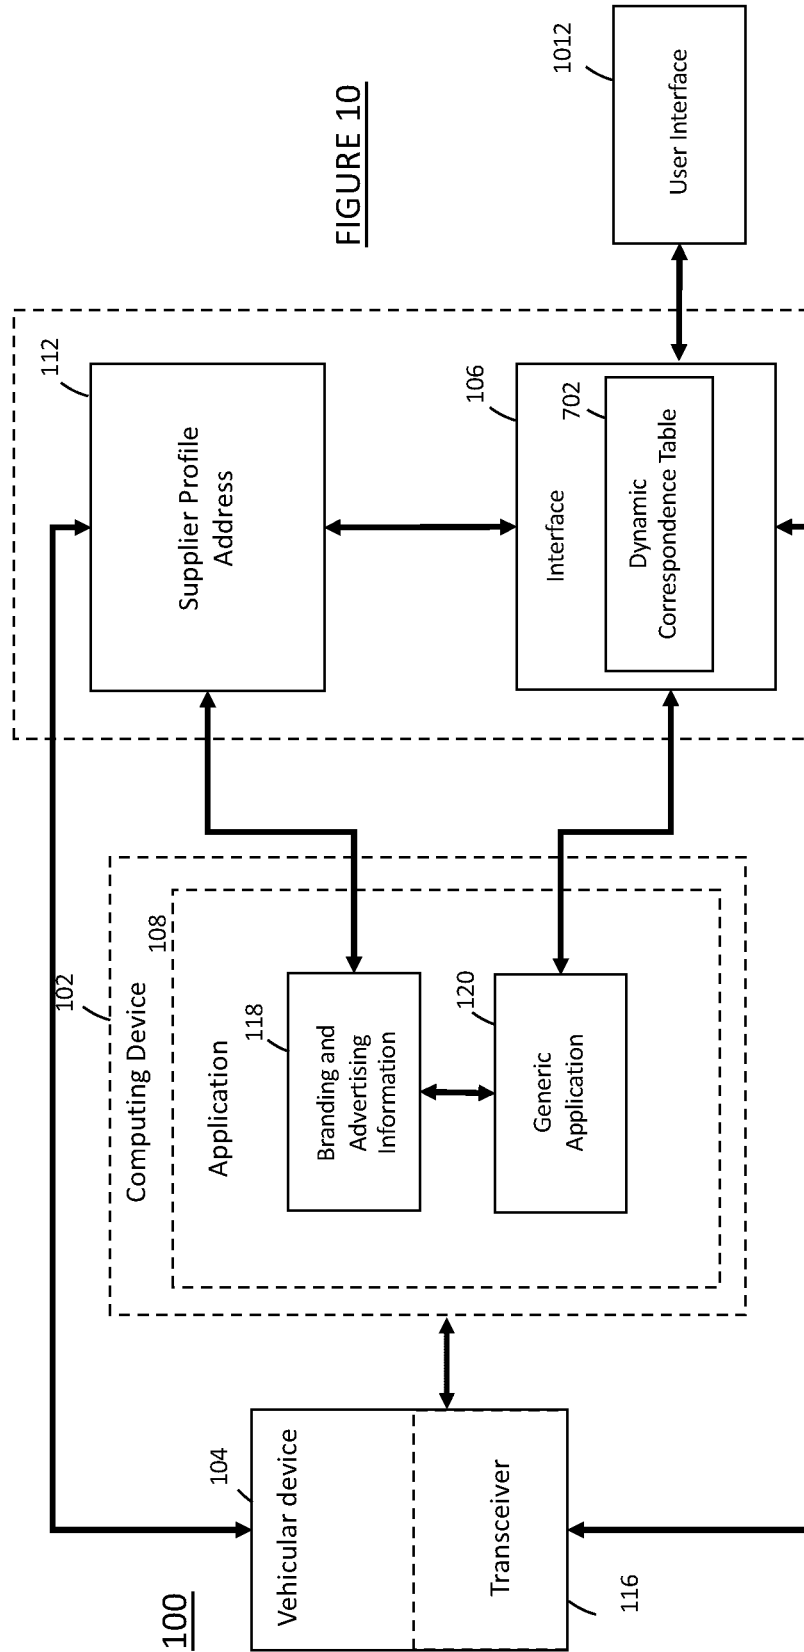 100
Vehicular device
104
Transceiver
116
102
Computing Device
108
Application
118
Branding and
Advertising
Information
120
Generic
Application
112
Supplier Profile
Address
106
Interface
702
Dynamic
Correspondence Table
1012
User Interface
FIGURE 10